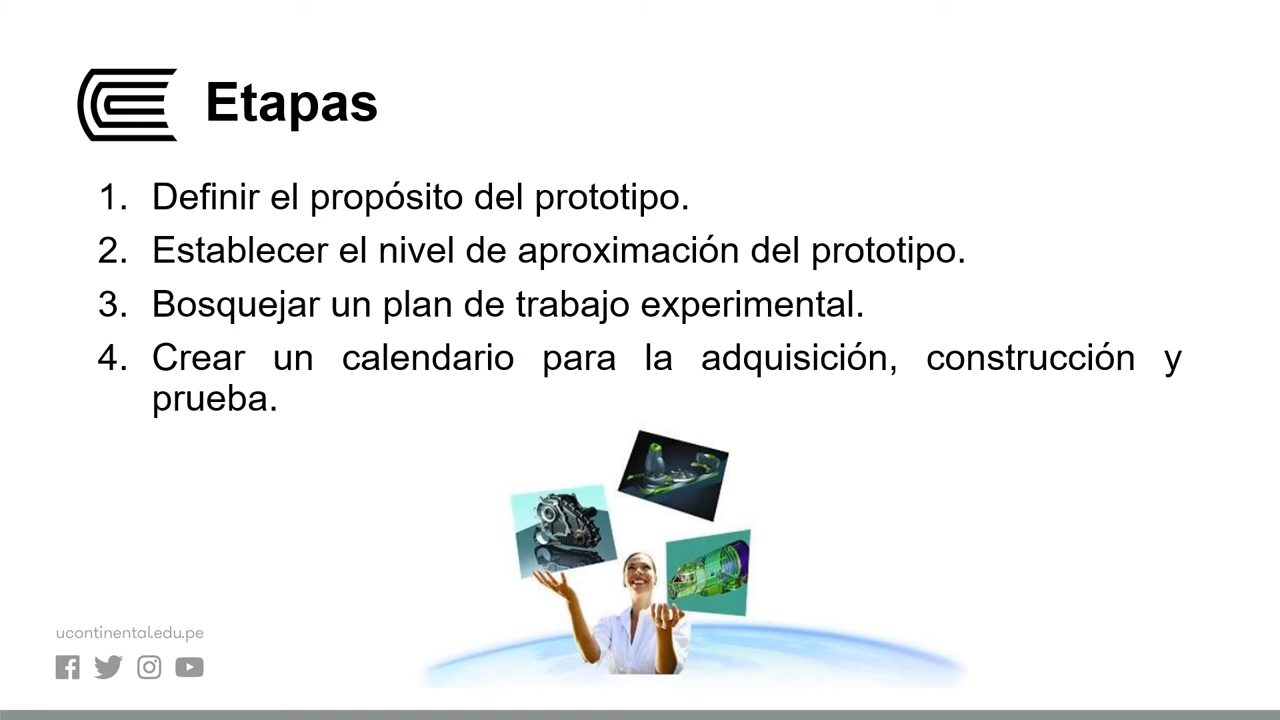 Etapas
1. Definir el propósito del prototipo.
2. Establecer el nivel de aproximación del prototipo.
3. Bosquejar un plan de trabajo experimental.
4. Crear un calendario para la adquisición, construcción y
prueba.
ucontinental.edu.pe